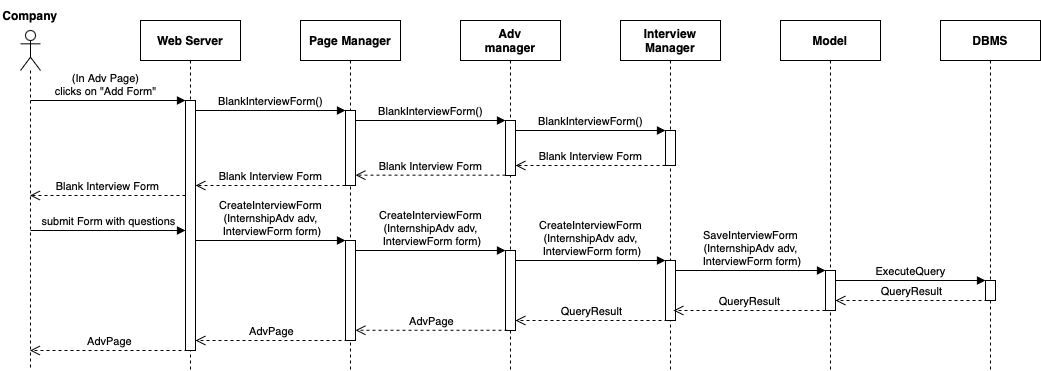 Company
Web Server
Page Manager
Adv
manager
Interview
Manager
Model
DBMS
(In Adv Page)
clicks on "Add Form"
BlankInterviewForm()
BlankInterviewForm()
BlankInterviewForm()
Blank Interview Form
Blank Interview Form
Blank Interview Form
Blank Interview Form
submit Form with questions
CreateInterviewForm
(InternshipAdv adv,
InterviewForm form)
CreateInterviewForm
(InternshipAdv adv,
InterviewForm form)
CreateInterviewForm
(InternshipAdv adv,
InterviewForm form)
SaveInterviewForm
(InternshipAdv adv,
InterviewForm form)
ExecuteQuery
QueryResult
QueryResult
QueryResult
AdvPage
AdvPage
AdvPage